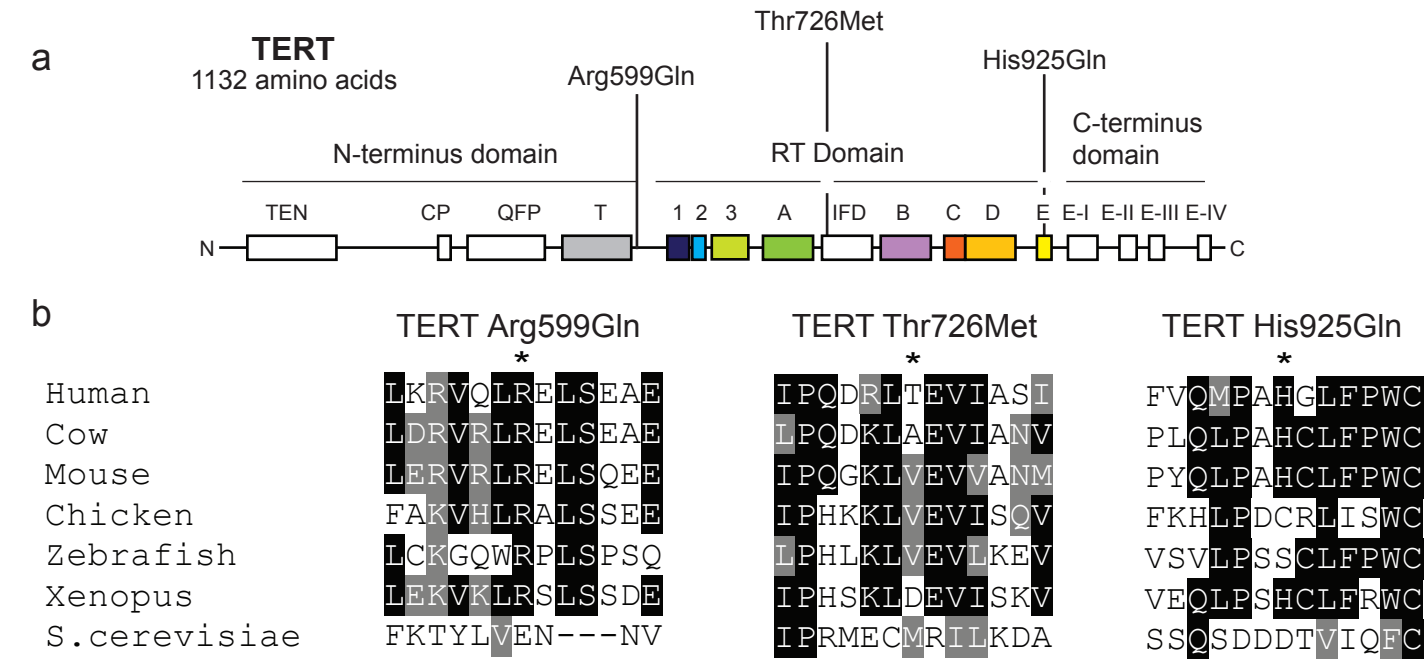 a
TERT
1132 amino acids
Arg599Gln
Thr726Met
His925Gln
N-terminus domain
RT Domain
C-terminus
domain
TEN CP QFP T 1 2 3 A IFD B C D E E-I E-II E-III E-IV
N C
b
TERT Arg599Gln TERT Thr726Met TERT His925Gln
* * *
Human LKRVQLRELSEAE IPQDRLTEVIASI FVQMPAHGLFPWC
Cow LDRVRLRELSEAE LPQDKLAEVIANV PLQLPAHCLFPWC
Mouse LERVRLRELSQEE IPQGKLVEVVANM PYQLPAHCLFPWC
Chicken FAKVHLRALSSEE IPHKKLVEVISQV FKHLPDCRLISWC
Zebrafish LCKGQWRPLSPSQ LPHLKLVEVLKEV VSVLPSSCLFPWC
Xenopus LEKVKLRSLSSDE IPHSKLDEVISKV VEQLPSHCLFRWC
S.cerevisiae FKTYLVEN---NV IPRMECMRILKDA SSQSDDDTVIQFC